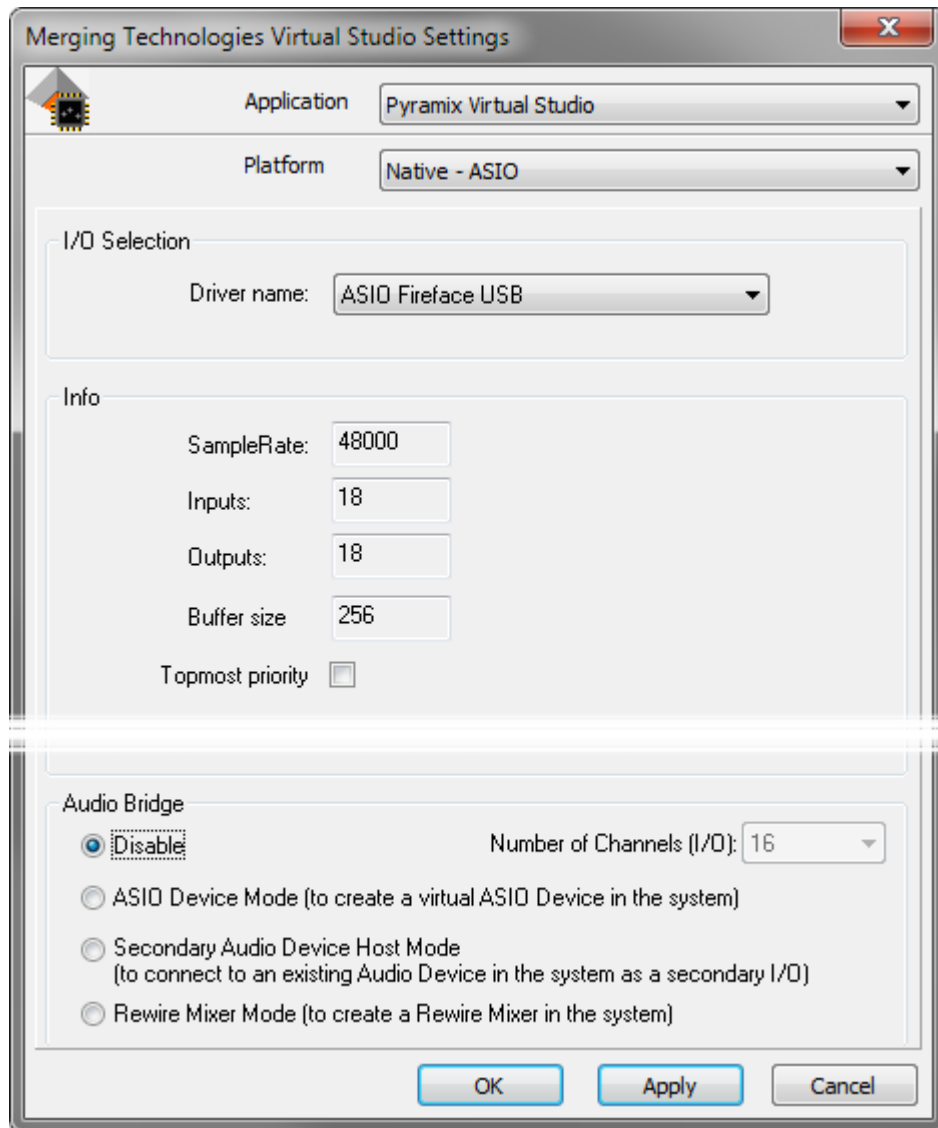 Merging Technologies Virtual Studio Settings
Application Pyramix Virtual Studio
Platform Native - ASIO
I/O Selection
Driver name: ASIO Fireface USB
Info
SampleRate: 48000
Inputs: 18
Outputs: 18
Buffer size 256
Topmost priority
Audio Bridge
Disable Number of Channels (I/O): 16
ASIO Device Mode (to create a virtual ASIO Device in the system)
Secondary Audio Device Host Mode
(to connect to an existing Audio Device in the system as a secondary I/O)
Rewire Mixer Mode (to create a Rewire Mixer in the system)
OK Apply Cancel